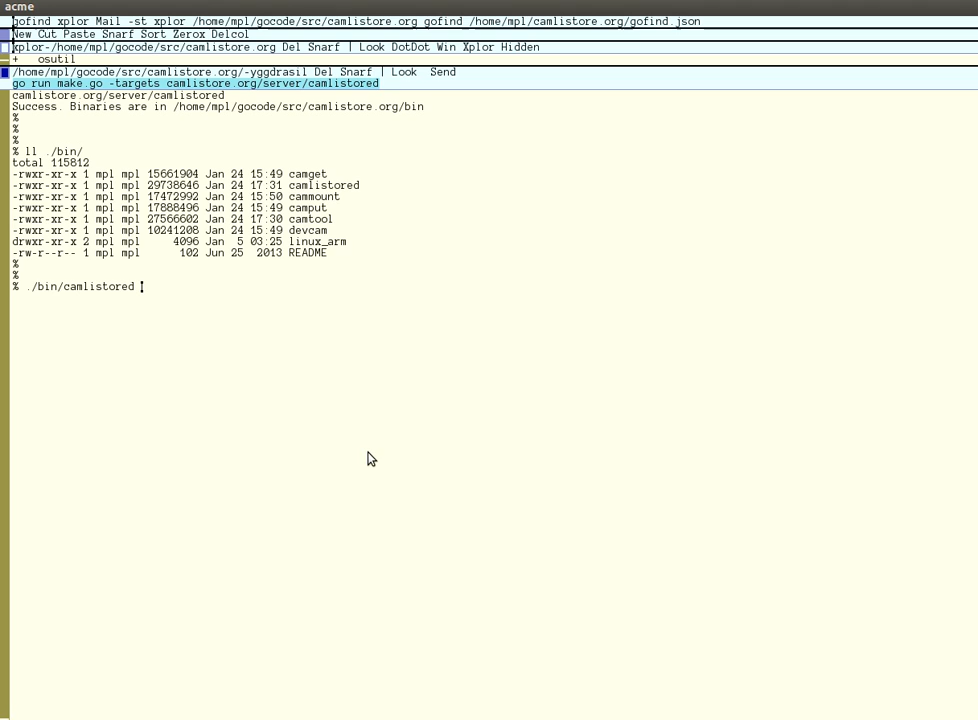 acme
gofind xplor Mail -st xplor /home/mpl/gocode/src/camlistore.org gofind /home/mpl/gocode/src/camlistore.org/gofind.json
New Cut Paste Snarf Sort Zerox Delcol
xplor-/home/mpl/gocode/src/camlistore.org Del Snarf | Look DotDot Win Xplor Hidden
+ osutil
/home/mpl/gocode/src/camlistore.org/-yggdrasil Del Snarf | Look Send
go run make.go -targets camlistore.org/server/camlistored
camlistore.org/server/camlistored
Success. Binaries are in /home/mpl/gocode/src/camlistore.org/bin
%
%
%
% ll ./bin/
total 115812
-rwxr-xr-x 1 mpl mpl 15661904 Jan 24 15:49 camget
-rwxr-xr-x 1 mpl mpl 29738646 Jan 24 17:31 camlistored
-rwxr-xr-x 1 mpl mpl 17472992 Jan 24 15:50 cammount
-rwxr-xr-x 1 mpl mpl 17888496 Jan 24 15:49 camput
-rwxr-xr-x 1 mpl mpl 27566602 Jan 24 17:30 camtool
-rwxr-xr-x 1 mpl mpl 10241208 Jan 24 15:49 devcam
drwxr-xr-x 2 mpl mpl 4096 Jan 5 03:25 linux_arm
-rw-r--r-- 1 mpl mpl 102 Jun 25 2013 README
%
%
% ./bin/camlistored